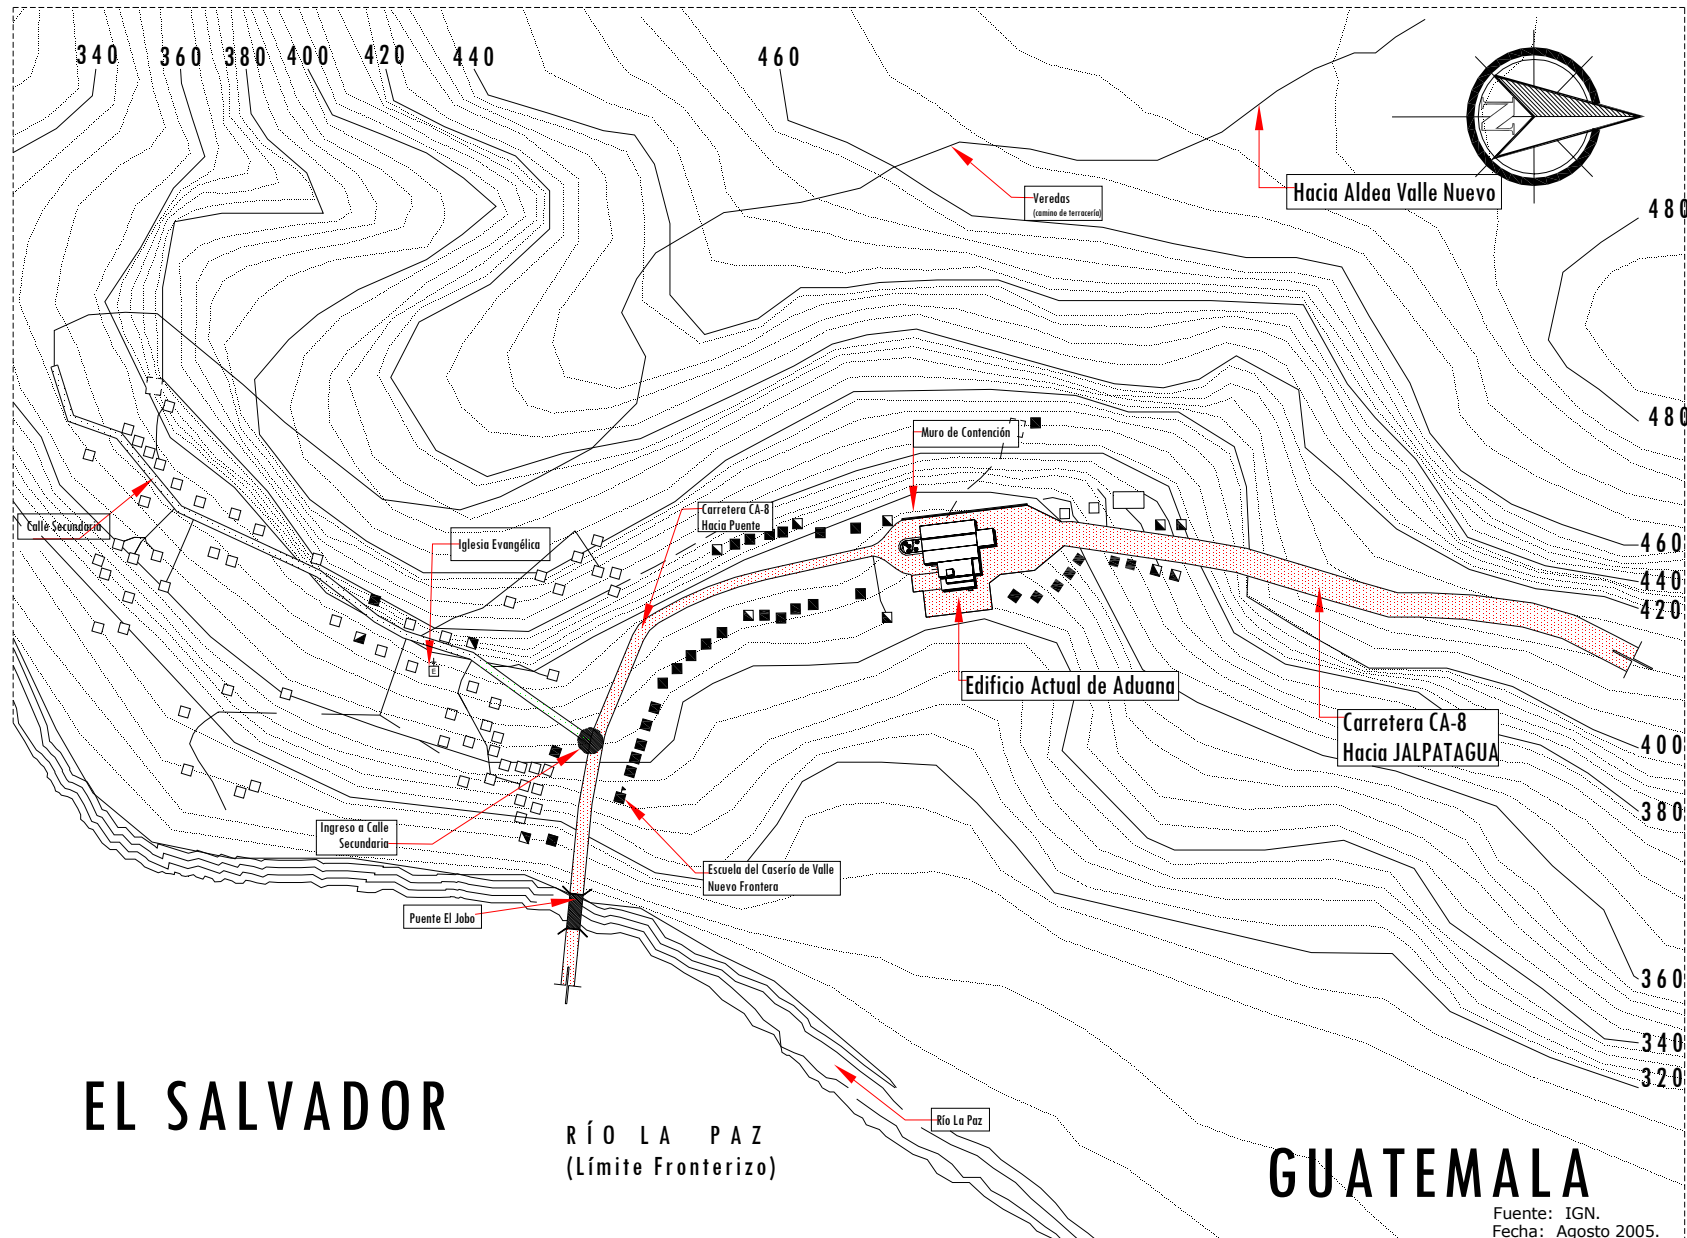 340
360
380
400
420
440
460
N
Hacia Aldea Valle Nuevo
Veredas
(camino de terracería)
480
480
Muro de Contención
Carretera CA-8
Hacia Puente
Calle Secundaria
Iglesia Evangélica
460
440
420
Edificio Actual de Aduana
Carretera CA-8
Hacia JALPATAGUA
400
380
Ingreso a Calle
Secundaria
Escuela del Caserío de Valle
Nuevo Frontera
Puente El Jobo
360
340
320
EL SALVADOR
RÍO LA PAZ
(Límite Fronterizo)
Río La Paz
GUATEMALA
Fuente: IGN.
Fecha: Agosto 2005.